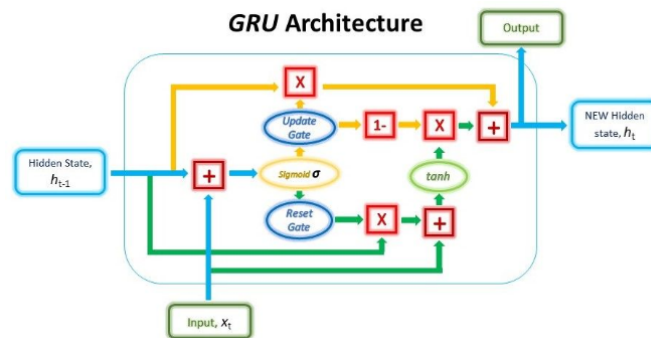 GRU Architecture
Output
X
Update
Gate
1-
X
+
NEW Hidden
state, ht
Hidden State,
ht-1
+
Sigmoid σ
tanh
Reset
Gate
X
+
Input, xt